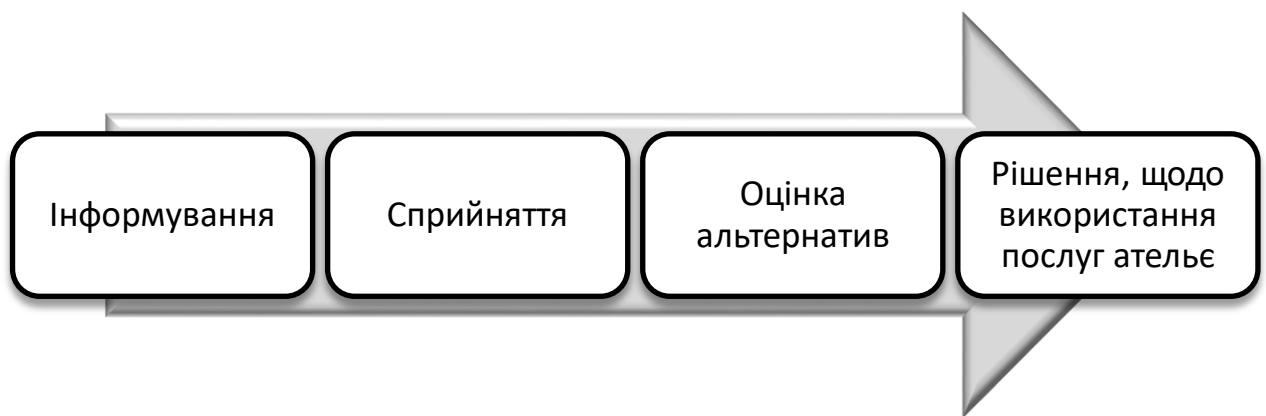 Інформування
Сприйняття
Оцінка
альтернатив
Рішення, щодо
використання
послуг ательє